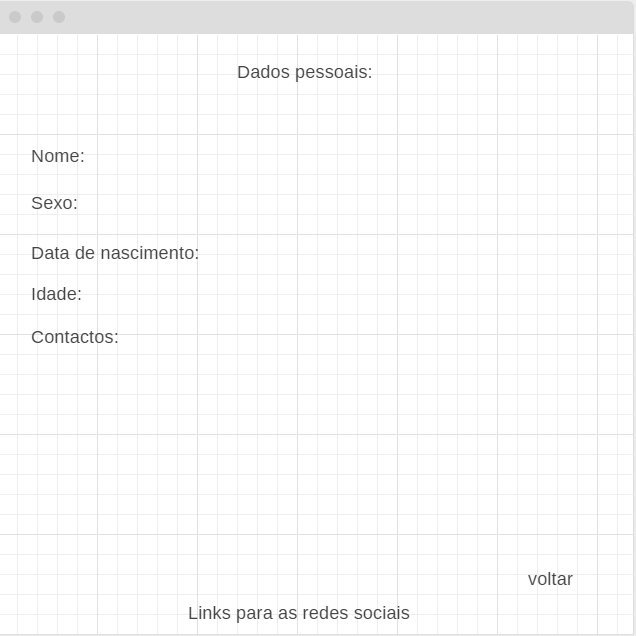 Dados pessoais:
Nome:
Sexo:
Data de nascimento:
Idade:
Contactos:
voltar
Links para as redes sociais